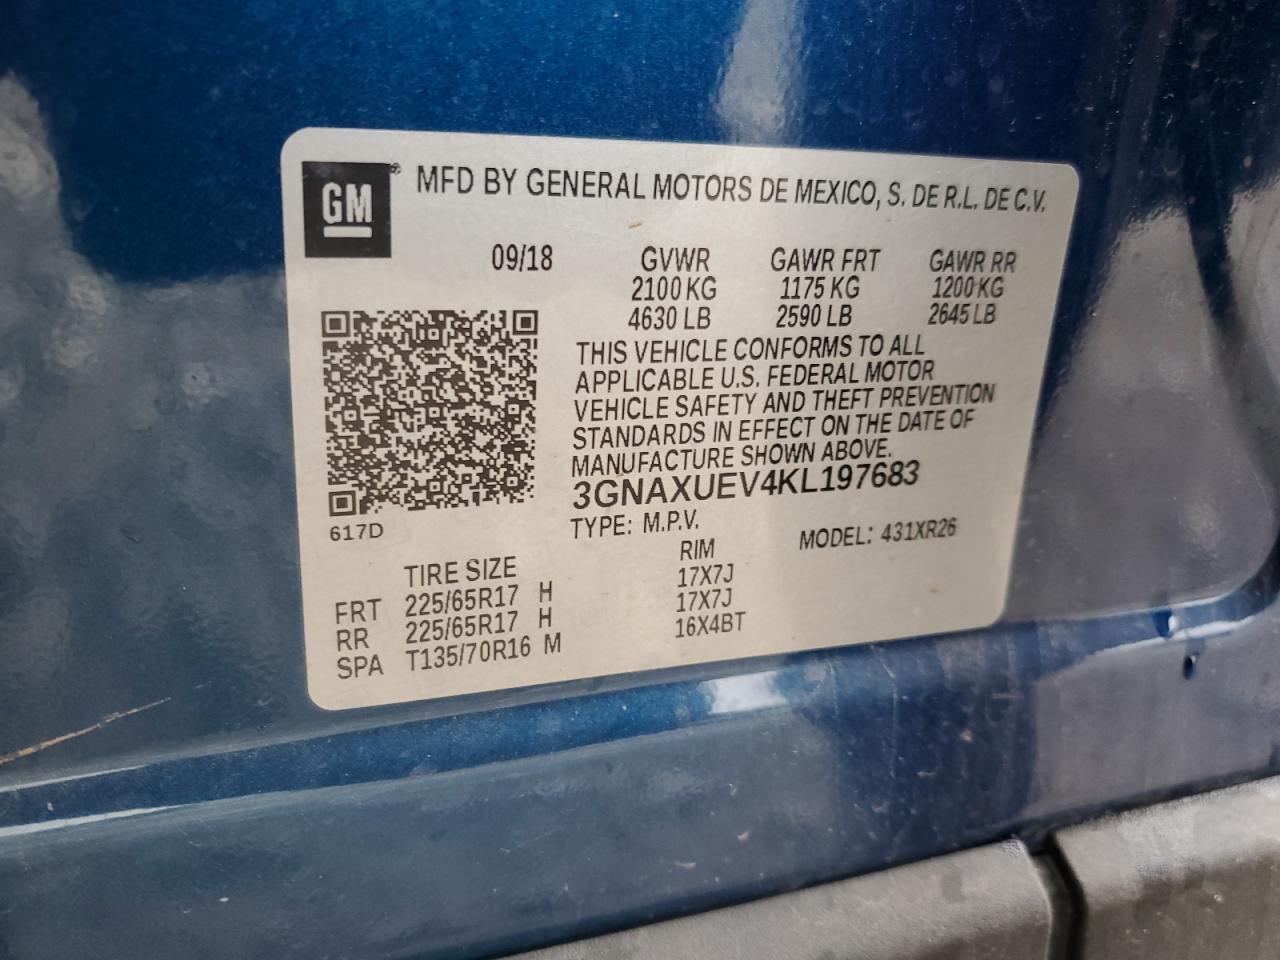 GM® MFD BY GENERAL MOTORS DE MEXICO, S. DE R.L. DE C.V.
09/18 GVWR GAWR FRT GAWR RR
2100 KG 1175 KG 1200 KG
4630 LB 2590 LB 2645 LB
THIS VEHICLE CONFORMS TO ALL
APPLICABLE U.S. FEDERAL MOTOR
VEHICLE SAFETY AND THEFT PREVENTION
STANDARDS IN EFFECT ON THE DATE OF
MANUFACTURE SHOWN ABOVE.
3GNAXUEV4KL197683
617D TYPE: M.P.V. MODEL: 431XR26
TIRE SIZE RIM
FRT 225/65R17 H 17X7J
RR 225/65R17 H 17X7J
SPA T135/70R16 M 16X4BT